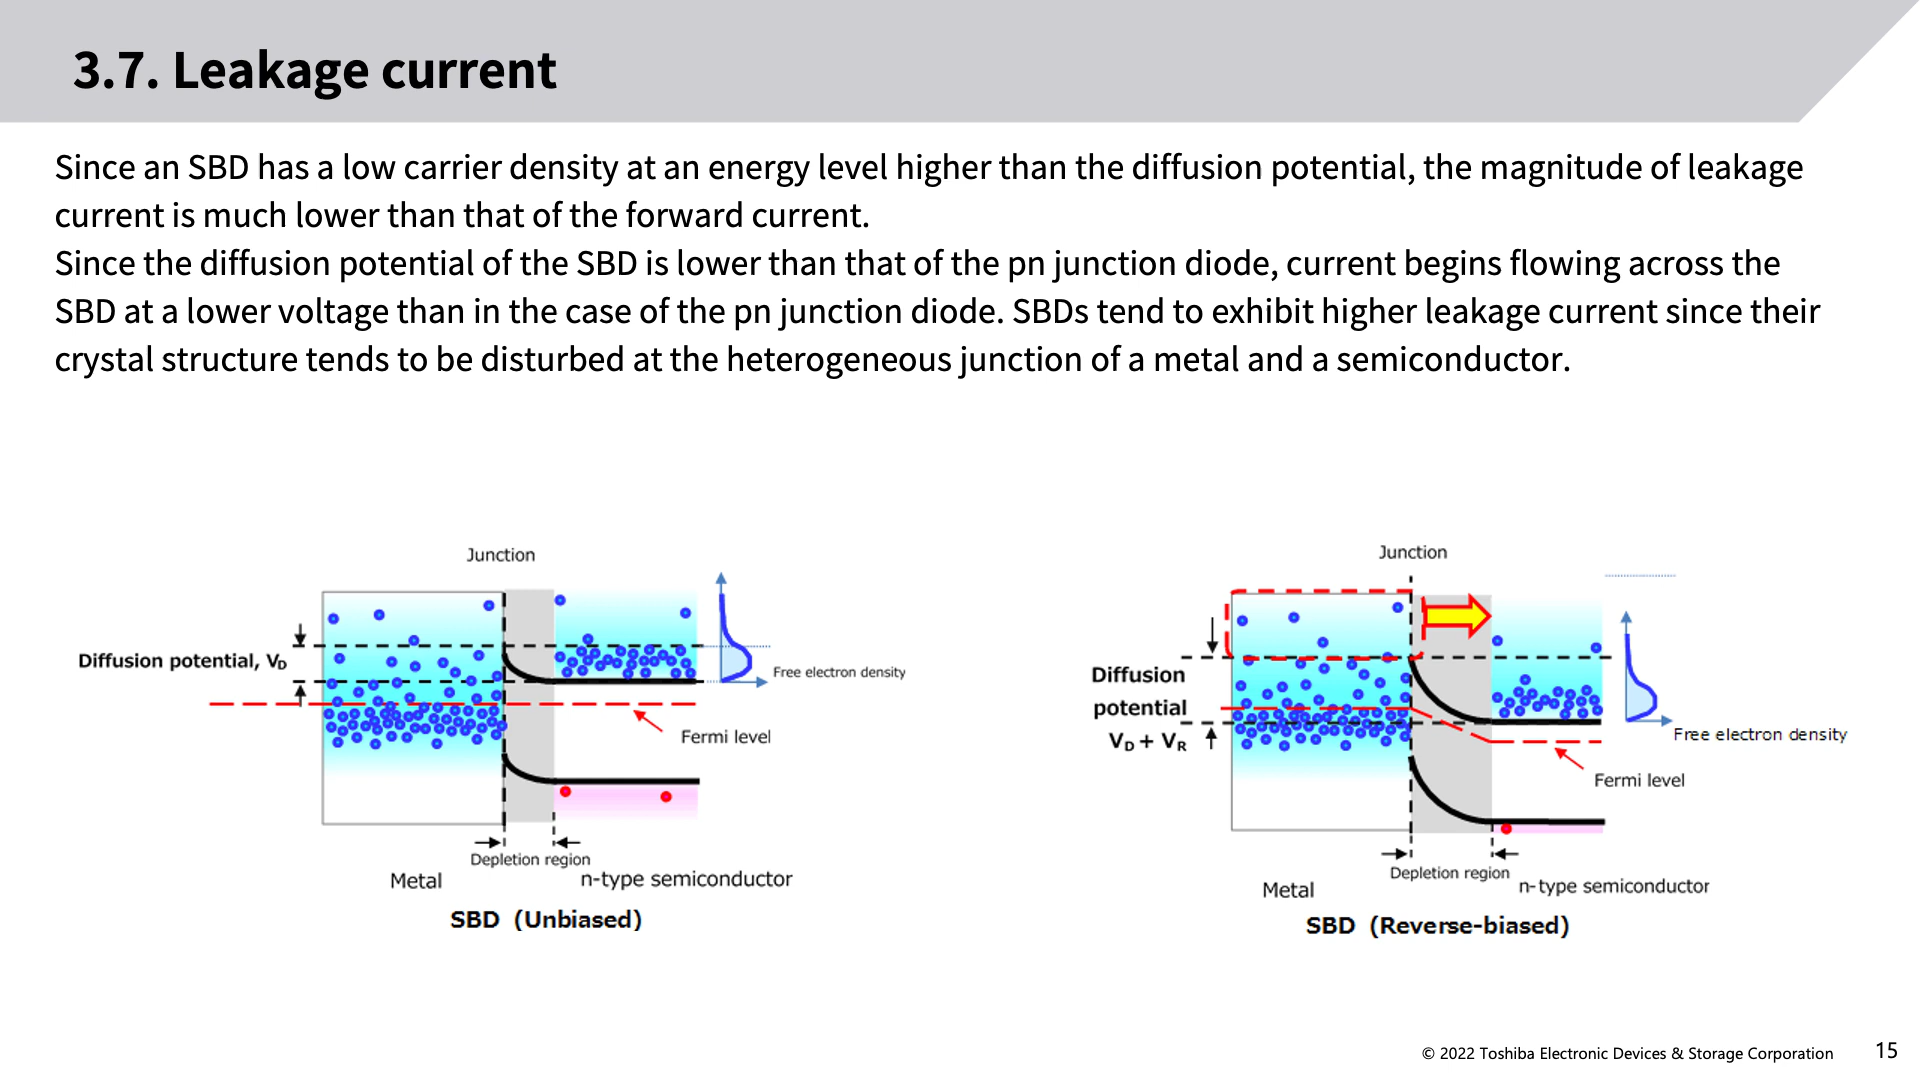 3.7. Leakage current
Since an SBD has a low carrier density at an energy level higher than the diffusion potential, the magnitude of leakage
current is much lower than that of the forward current.
Since the diffusion potential of the SBD is lower than that of the pn junction diode, current begins flowing across the
SBD at a lower voltage than in the case of the pn junction diode. SBDs tend to exhibit higher leakage current since their
crystal structure tends to be disturbed at the heterogeneous junction of a metal and a semiconductor.
Junction
Diffusion potential, VD
Free electron density
Fermi level
Depletion region
Metal
n-type semiconductor
SBD (Unbiased)
Junction
Diffusion
potential
VD + VR
Free electron density
Fermi level
Depletion region
Metal
n-type semiconductor
SBD (Reverse-biased)
© 2022 Toshiba Electronic Devices & Storage Corporation
15